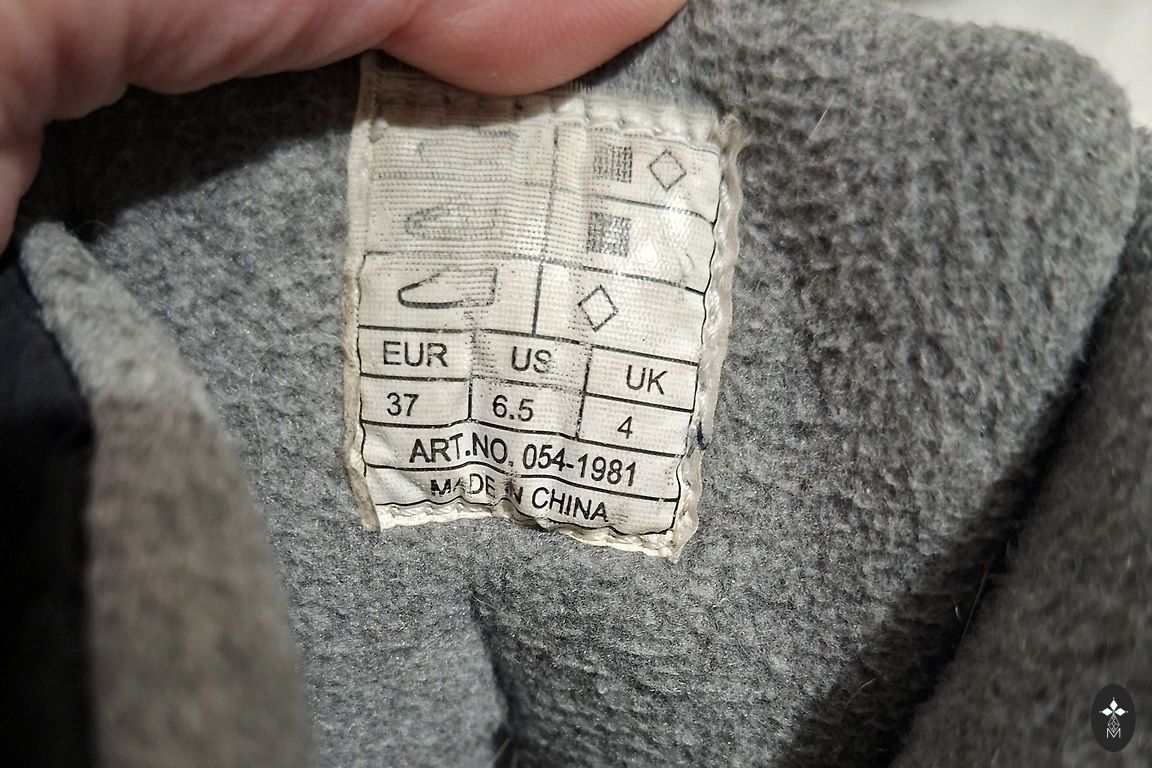 EUR US UK
37 6.5 4
ART.NO. 054-1981
MADE IN CHINA
M